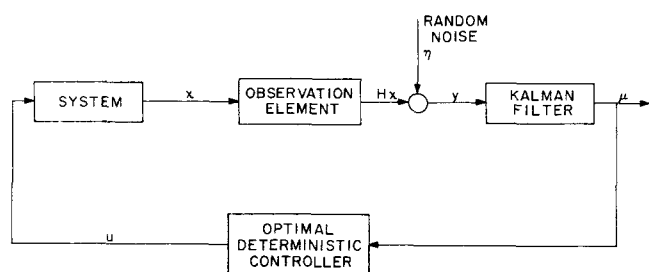 RANDOM
NOISE
η
SYSTEM
x
OBSERVATION
ELEMENT
Hx
y
KALMAN
FILTER
μ
u
OPTIMAL
DETERMINISTIC
CONTROLLER